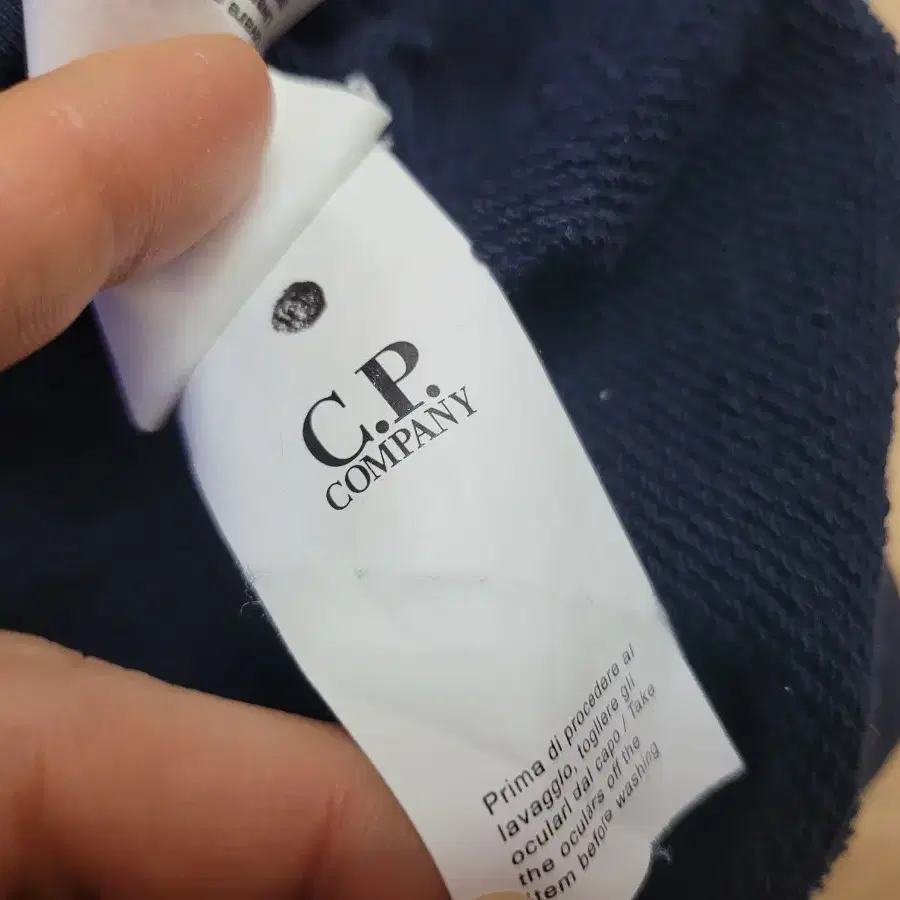 C.P.
COMPANY
Prima di procedere al
lavaggio, togliere gli
oculari dal capo / Take
the oculars off the
item before washing